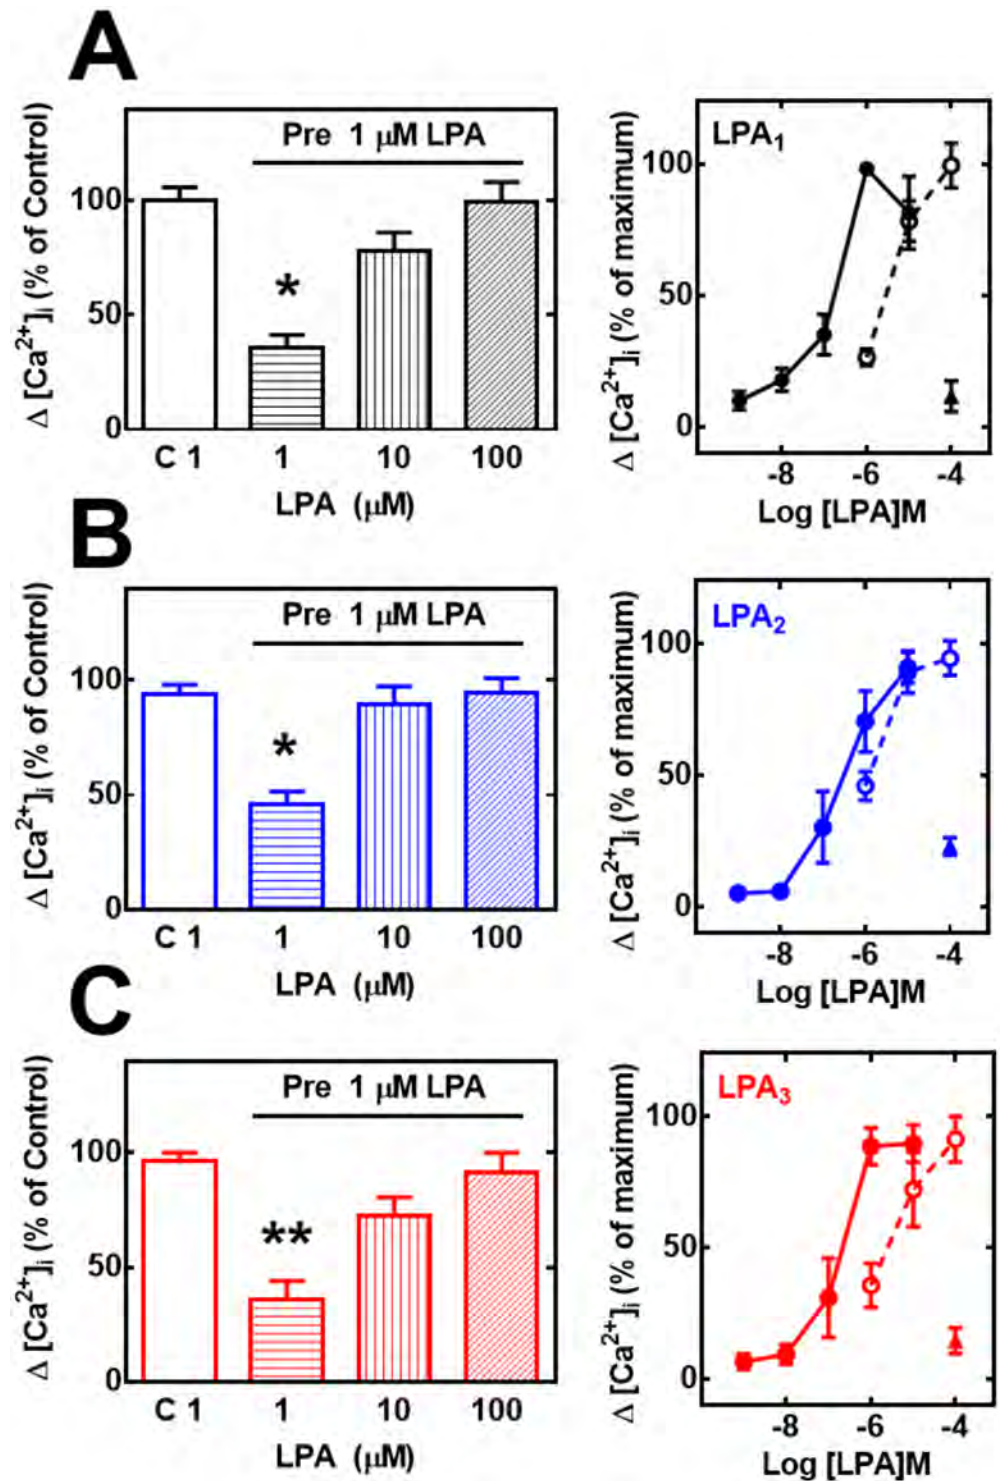 A
Δ [Ca²⁺]ᵢ (% of Control)
100
50
0
Pre 1 μM LPA
*
C 1 1 10 100
LPA (μM)
Δ [Ca²⁺]ᵢ (% of maximum)
100
50
0
LPA₁
-8 -6 -4
Log [LPA]M
B
Δ [Ca²⁺]ᵢ (% of Control)
100
50
0
Pre 1 μM LPA
*
C 1 1 10 100
LPA (μM)
Δ [Ca²⁺]ᵢ (% of maximum)
100
50
0
LPA₂
-8 -6 -4
Log [LPA]M
C
Δ [Ca²⁺]ᵢ (% of Control)
100
50
0
Pre 1 μM LPA
**
C 1 1 10 100
LPA (μM)
Δ [Ca²⁺]ᵢ (% of maximum)
100
50
0
LPA₃
-8 -6 -4
Log [LPA]M